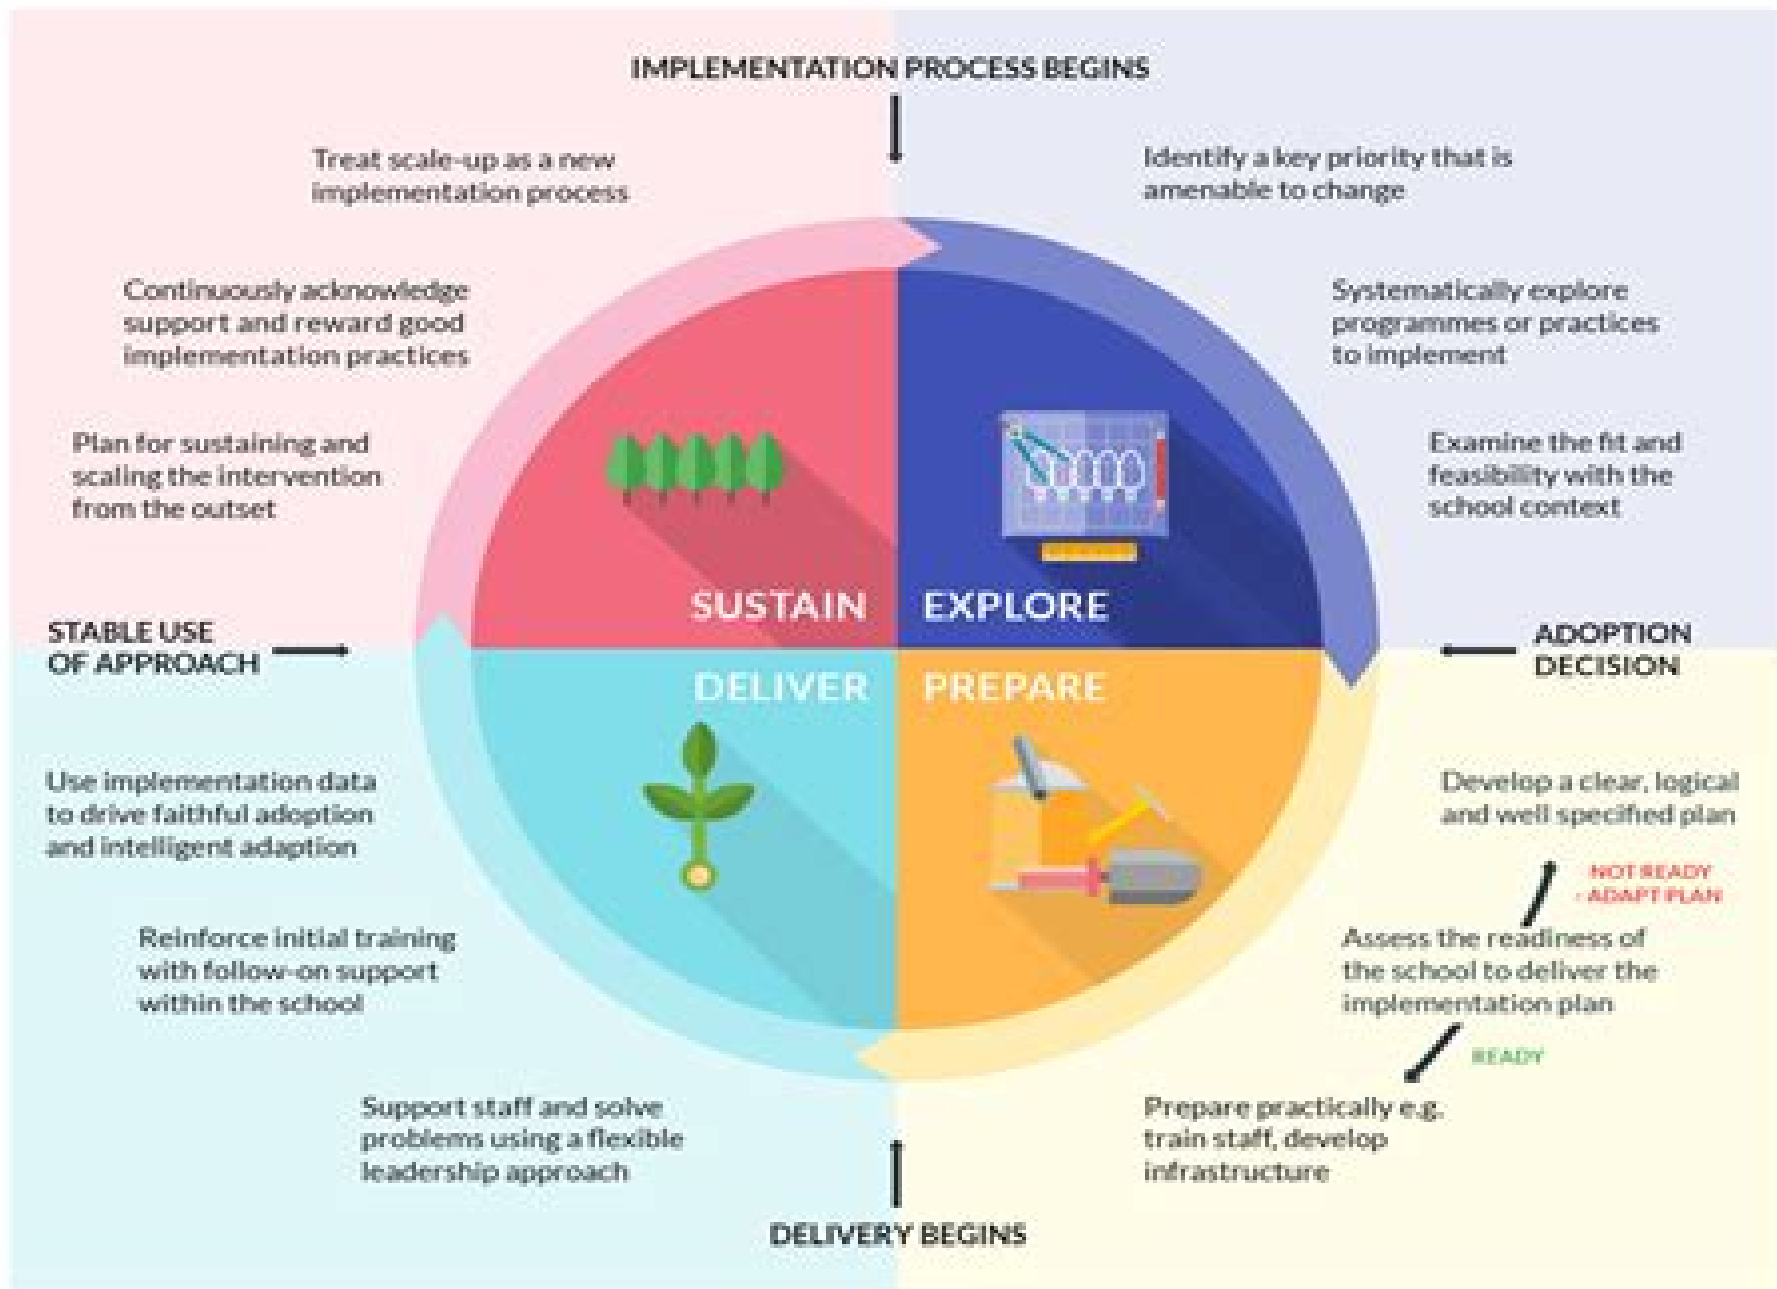 IMPLEMENTATION PROCESS BEGINS
Identify a key priority that is
amenable to change
Systematically explore
programmes or practices
to implement
Examine the fit and
feasibility with the
school context
EXPLORE
ADOPTION
DECISION
PREPARE
Develop a clear, logical
and well specified plan
NOT READY
- ADAPT PLAN
Assess the readiness of
the school to deliver the
implementation plan
READY
Prepare practically e.g.
train staff, develop
infrastructure
DELIVERY BEGINS
DELIVER
Support staff and solve
problems using a flexible
leadership approach
Reinforce initial training
with follow-on support
within the school
Use implementation data
to drive faithful adoption
and intelligent adaption
STABLE USE
OF APPROACH
SUSTAIN
Plan for sustaining and
scaling the intervention
from the outset
Continuously acknowledge
support and reward good
implementation practices
Treat scale-up as a new
implementation process